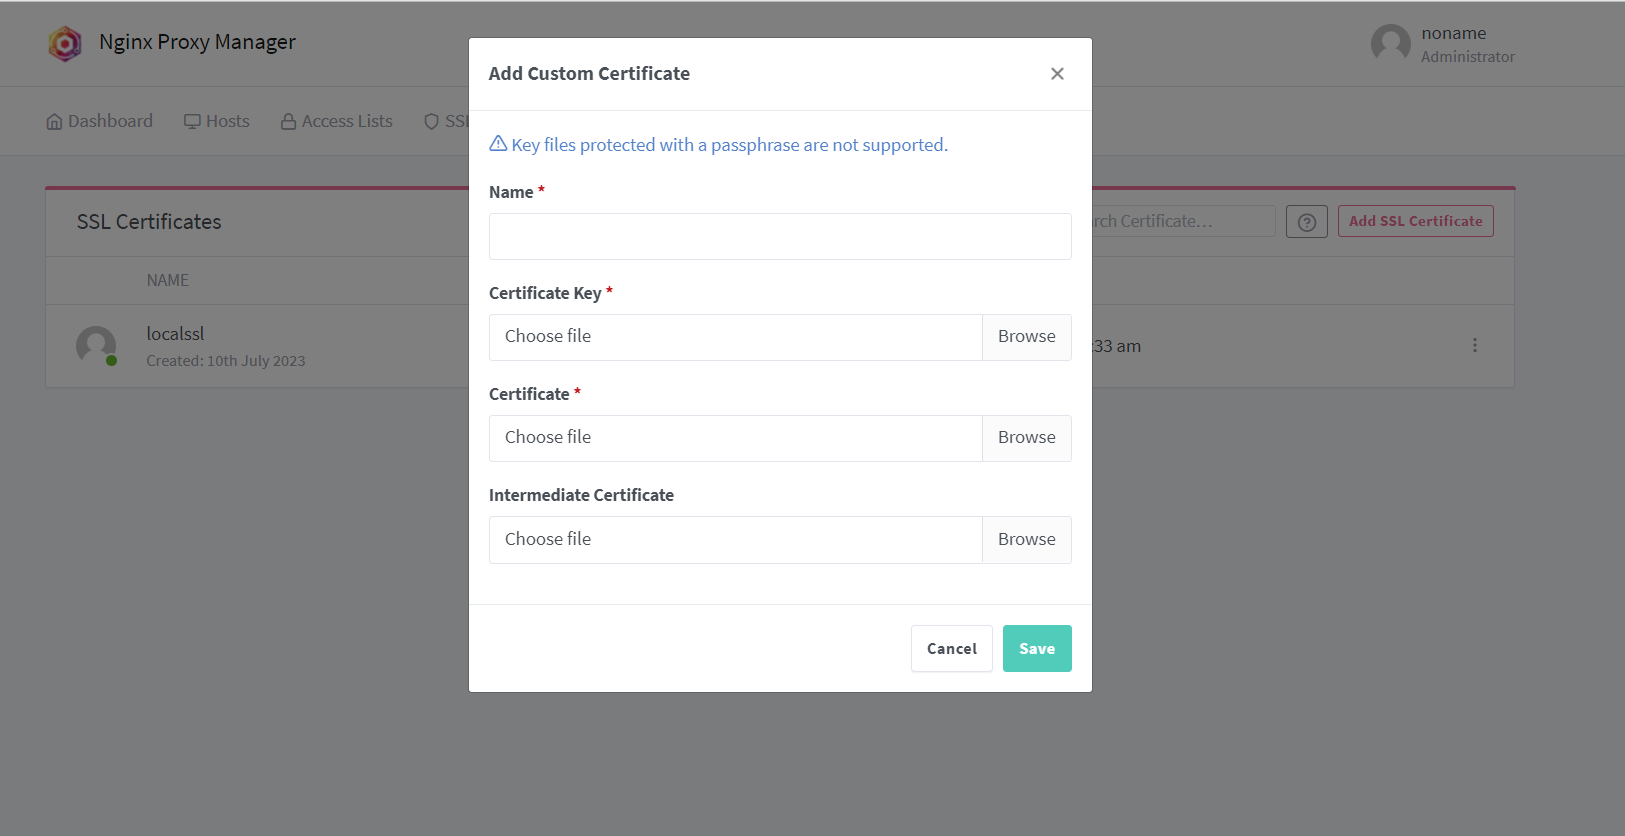 Nginx Proxy Manager
noname
Administrator
Dashboard
Hosts
Access Lists
SSL
SSL Certificates
Certificate...
Add SSL Certificate
NAME
localssl
Created: 10th July 2023
:33 am
Add Custom Certificate
Key files protected with a passphrase are not supported.
Name *
Certificate Key *
Choose file
Browse
Certificate *
Choose file
Browse
Intermediate Certificate
Choose file
Browse
Cancel
Save